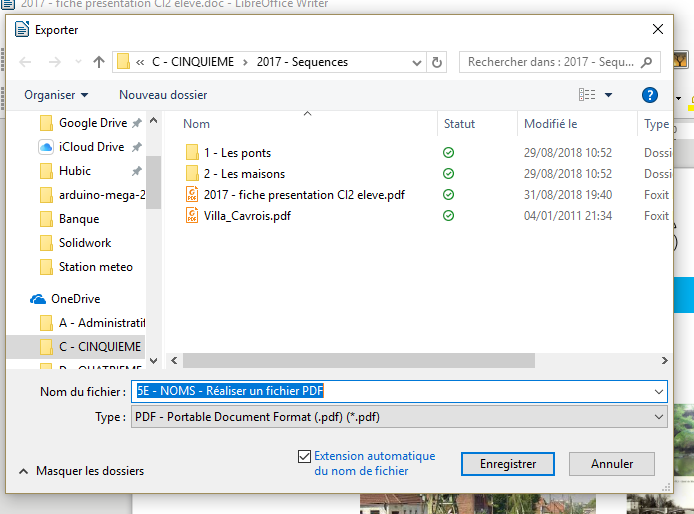 2017 - fiche presentation CI2 eleve.doc - LibreOffice Writer
Exporter
« C - CINQUIEME > 2017 - Sequences
Rechercher dans : 2017 - Sequ...
Organiser
Nouveau dossier
?
Google Drive
iCloud Drive
Hubic
arduino-mega-2
Banque
Solidwork
Station meteo
OneDrive
A - Administratif
C - CINQUIEME
Nom Statut Modifié le Type
1 - Les ponts 29/08/2018 10:52 Dossi
2 - Les maisons 29/08/2018 10:52 Dossi
2017 - fiche presentation CI2 eleve.pdf 31/08/2018 19:40 Foxit
Villa_Cavrois.pdf 04/01/2011 21:34 Foxit
Nom du fichier : 5E - NOMS - Réaliser un fichier PDF
Type : PDF - Portable Document Format (.pdf) (*.pdf)
Extension automatique
du nom de fichier
Enregistrer
Annuler
Masquer les dossiers